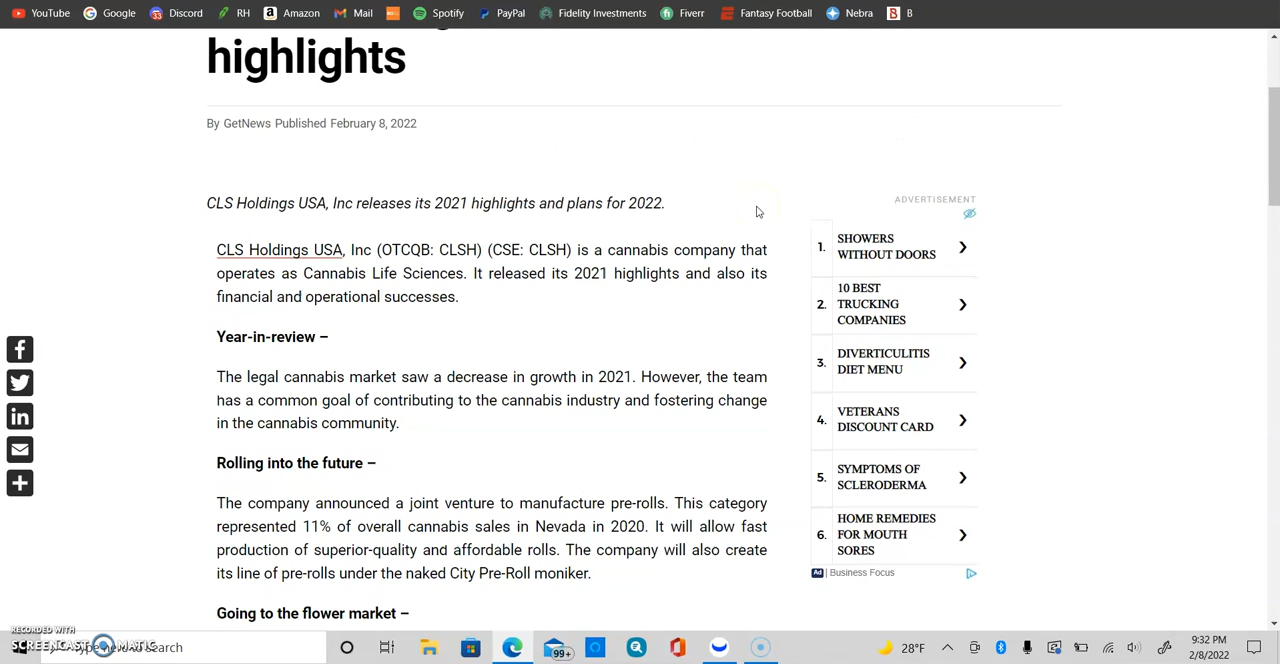 YouTube Google Discord RH Amazon Mail Spotify PayPal Fidelity Investments Fiverr Fantasy Football Nebra B
highlights
By GetNews Published February 8, 2022
CLS Holdings USA, Inc releases its 2021 highlights and plans for 2022.
CLS Holdings USA, Inc (OTCQB: CLSH) (CSE: CLSH) is a cannabis company that
operates as Cannabis Life Sciences. It released its 2021 highlights and also its
financial and operational successes.
Year-in-review –
The legal cannabis market saw a decrease in growth in 2021. However, the team
has a common goal of contributing to the cannabis industry and fostering change
in the cannabis community.
Rolling into the future –
The company announced a joint venture to manufacture pre-rolls. This category
represented 11% of overall cannabis sales in Nevada in 2020. It will allow fast
production of superior-quality and affordable rolls. The company will also create
its line of pre-rolls under the naked City Pre-Roll moniker.
Going to the flower market –
ADVERTISEMENT
1. SHOWERS
WITHOUT DOORS
2. 10 BEST
TRUCKING
COMPANIES
3. DIVERTICULITIS
DIET MENU
4. VETERANS
DISCOUNT CARD
5. SYMPTOMS OF
SCLERODERMA
6. HOME REMEDIES
FOR MOUTH
SORES
Ad | Business Focus
RECORDED WITH
SCREENCAST MATIC
here to search
99+
28°F
9:32 PM
2/8/2022